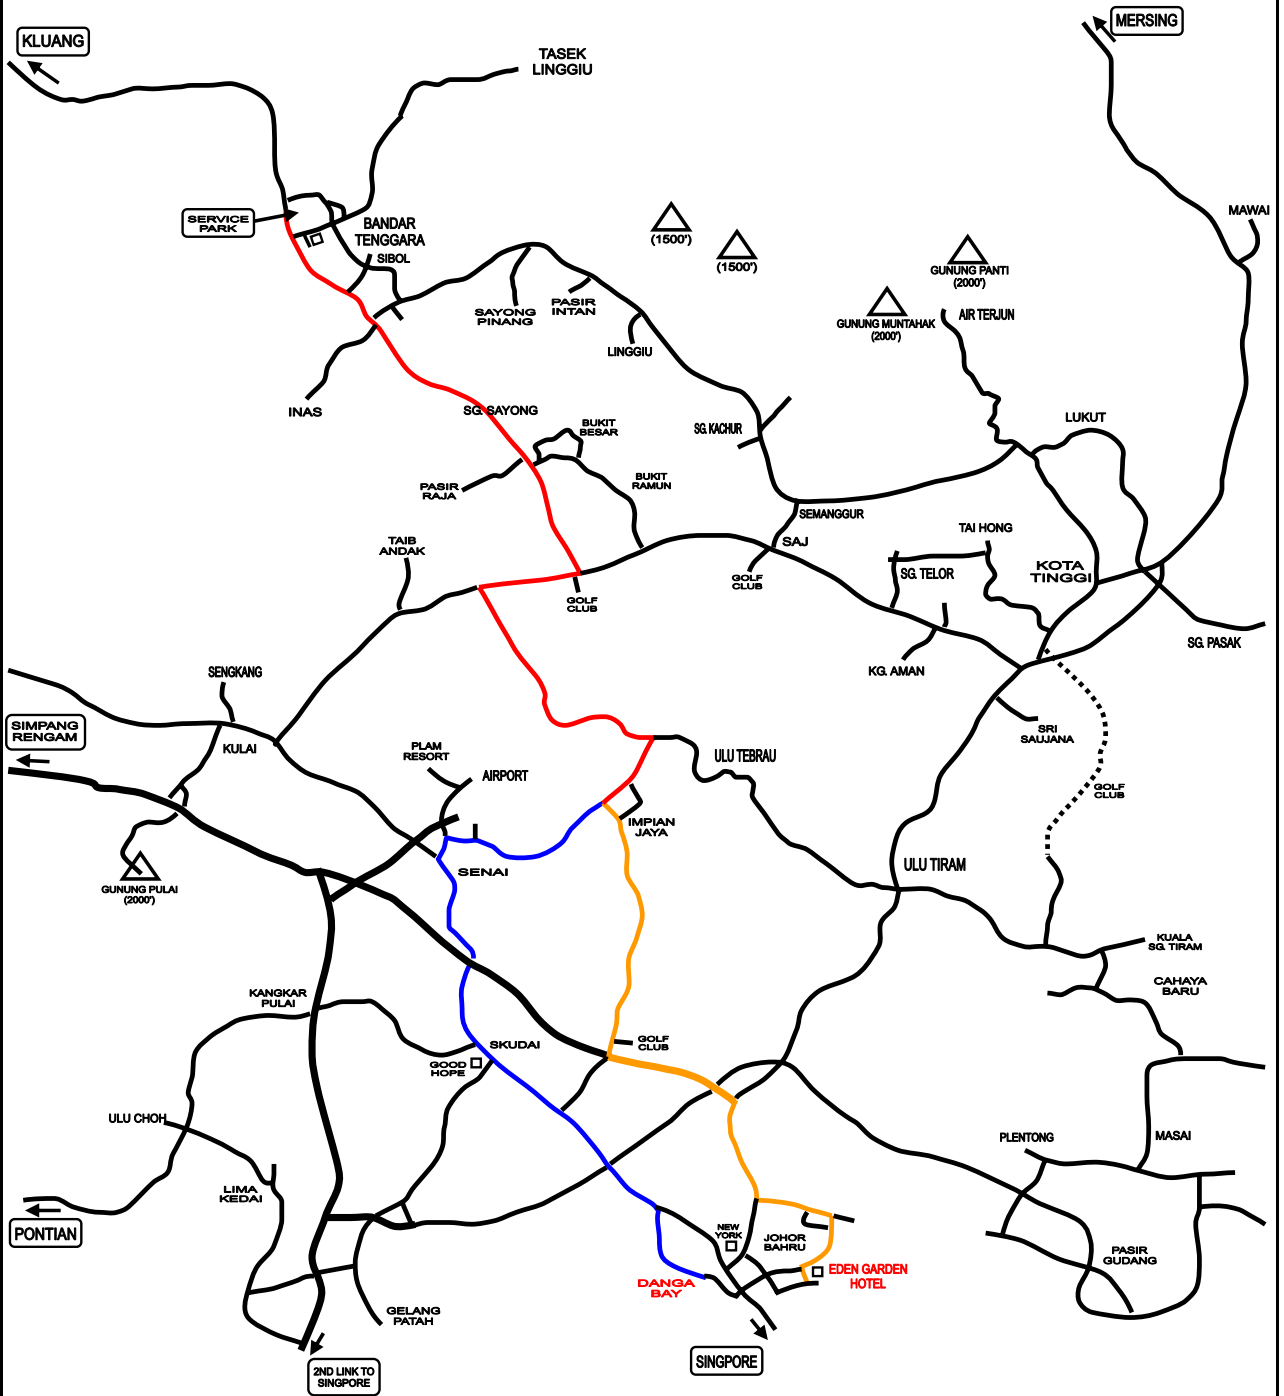 MERSING
KLUANG
TASEK
LINGGIU
MAWAI
SERVICE
PARK
BANDAR
TENGGARA
SIBOL
(1500')
(1500')
GUNUNG PANTI
(2000')
SAYONG
PINANG
PASIR
INTAN
AIR TERJUN
GUNUNG MUNTAHAK
(2000')
LINGGIU
INAS
SG. SAYONG
BUKIT
BESAR
SG. KACHUR
LUKUT
PASIR
RAJA
BUKIT
RAMUN
SEMANGGUR
TAI HONG
TAIB
ANDAK
SAJ
KOTA
TINGGI
SG. TELOR
GOLF
CLUB
GOLF
CLUB
SG. PASAK
SENGKANG
KG. AMAN
SIMPANG
RENGAM
SRI
SAUJANA
KULAI
PLAM
RESORT
AIRPORT
ULU TEBRAU
GOLF
CLUB
IMPIAN
JAYA
SENAI
ULU TIRAM
GUNUNG PULAI
(2000')
KUALA
SG. TIRAM
CAHAYA
BARU
KANGKAR
PULAI
SKUDAI
GOLF
CLUB
GOOD
HOPE
ULU CHOH
PLENTONG
MASAI
LIMA
KEDAI
PONTIAN
NEW
YORK
JOHOR
BAHRU
PASIR
GUDANG
EDEN GARDEN
HOTEL
DANGA
BAY
GELANG
PATAH
SINGPORE
2ND LINK TO
SINGPORE